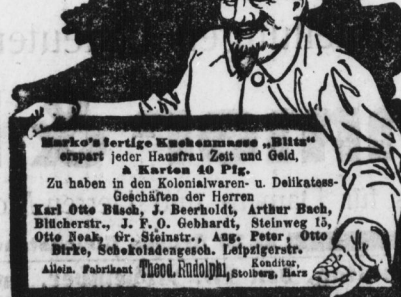 Marko's fertige Kuchenmasse „Blitz“
erspart jeder Hausfrau Zeit und Geld,
à Karton 40 Pfg.
Zu haben in den Kolonialwaren- u. Delikatess-
Geschäften der Herren
Karl Otto Büsch, J. Beerholdt, Arthur Bach,
Blücherstr., J. F. O. Gebhardt, Steinweg 15,
Otto Noak, Gr. Steinstr., Aug. Peter, Otto
Birke, Schokoladengesch. Leipzigerstr.
Allein. Fabrikant Theod. Rudolphi, Konditor, Stolberg, Harz